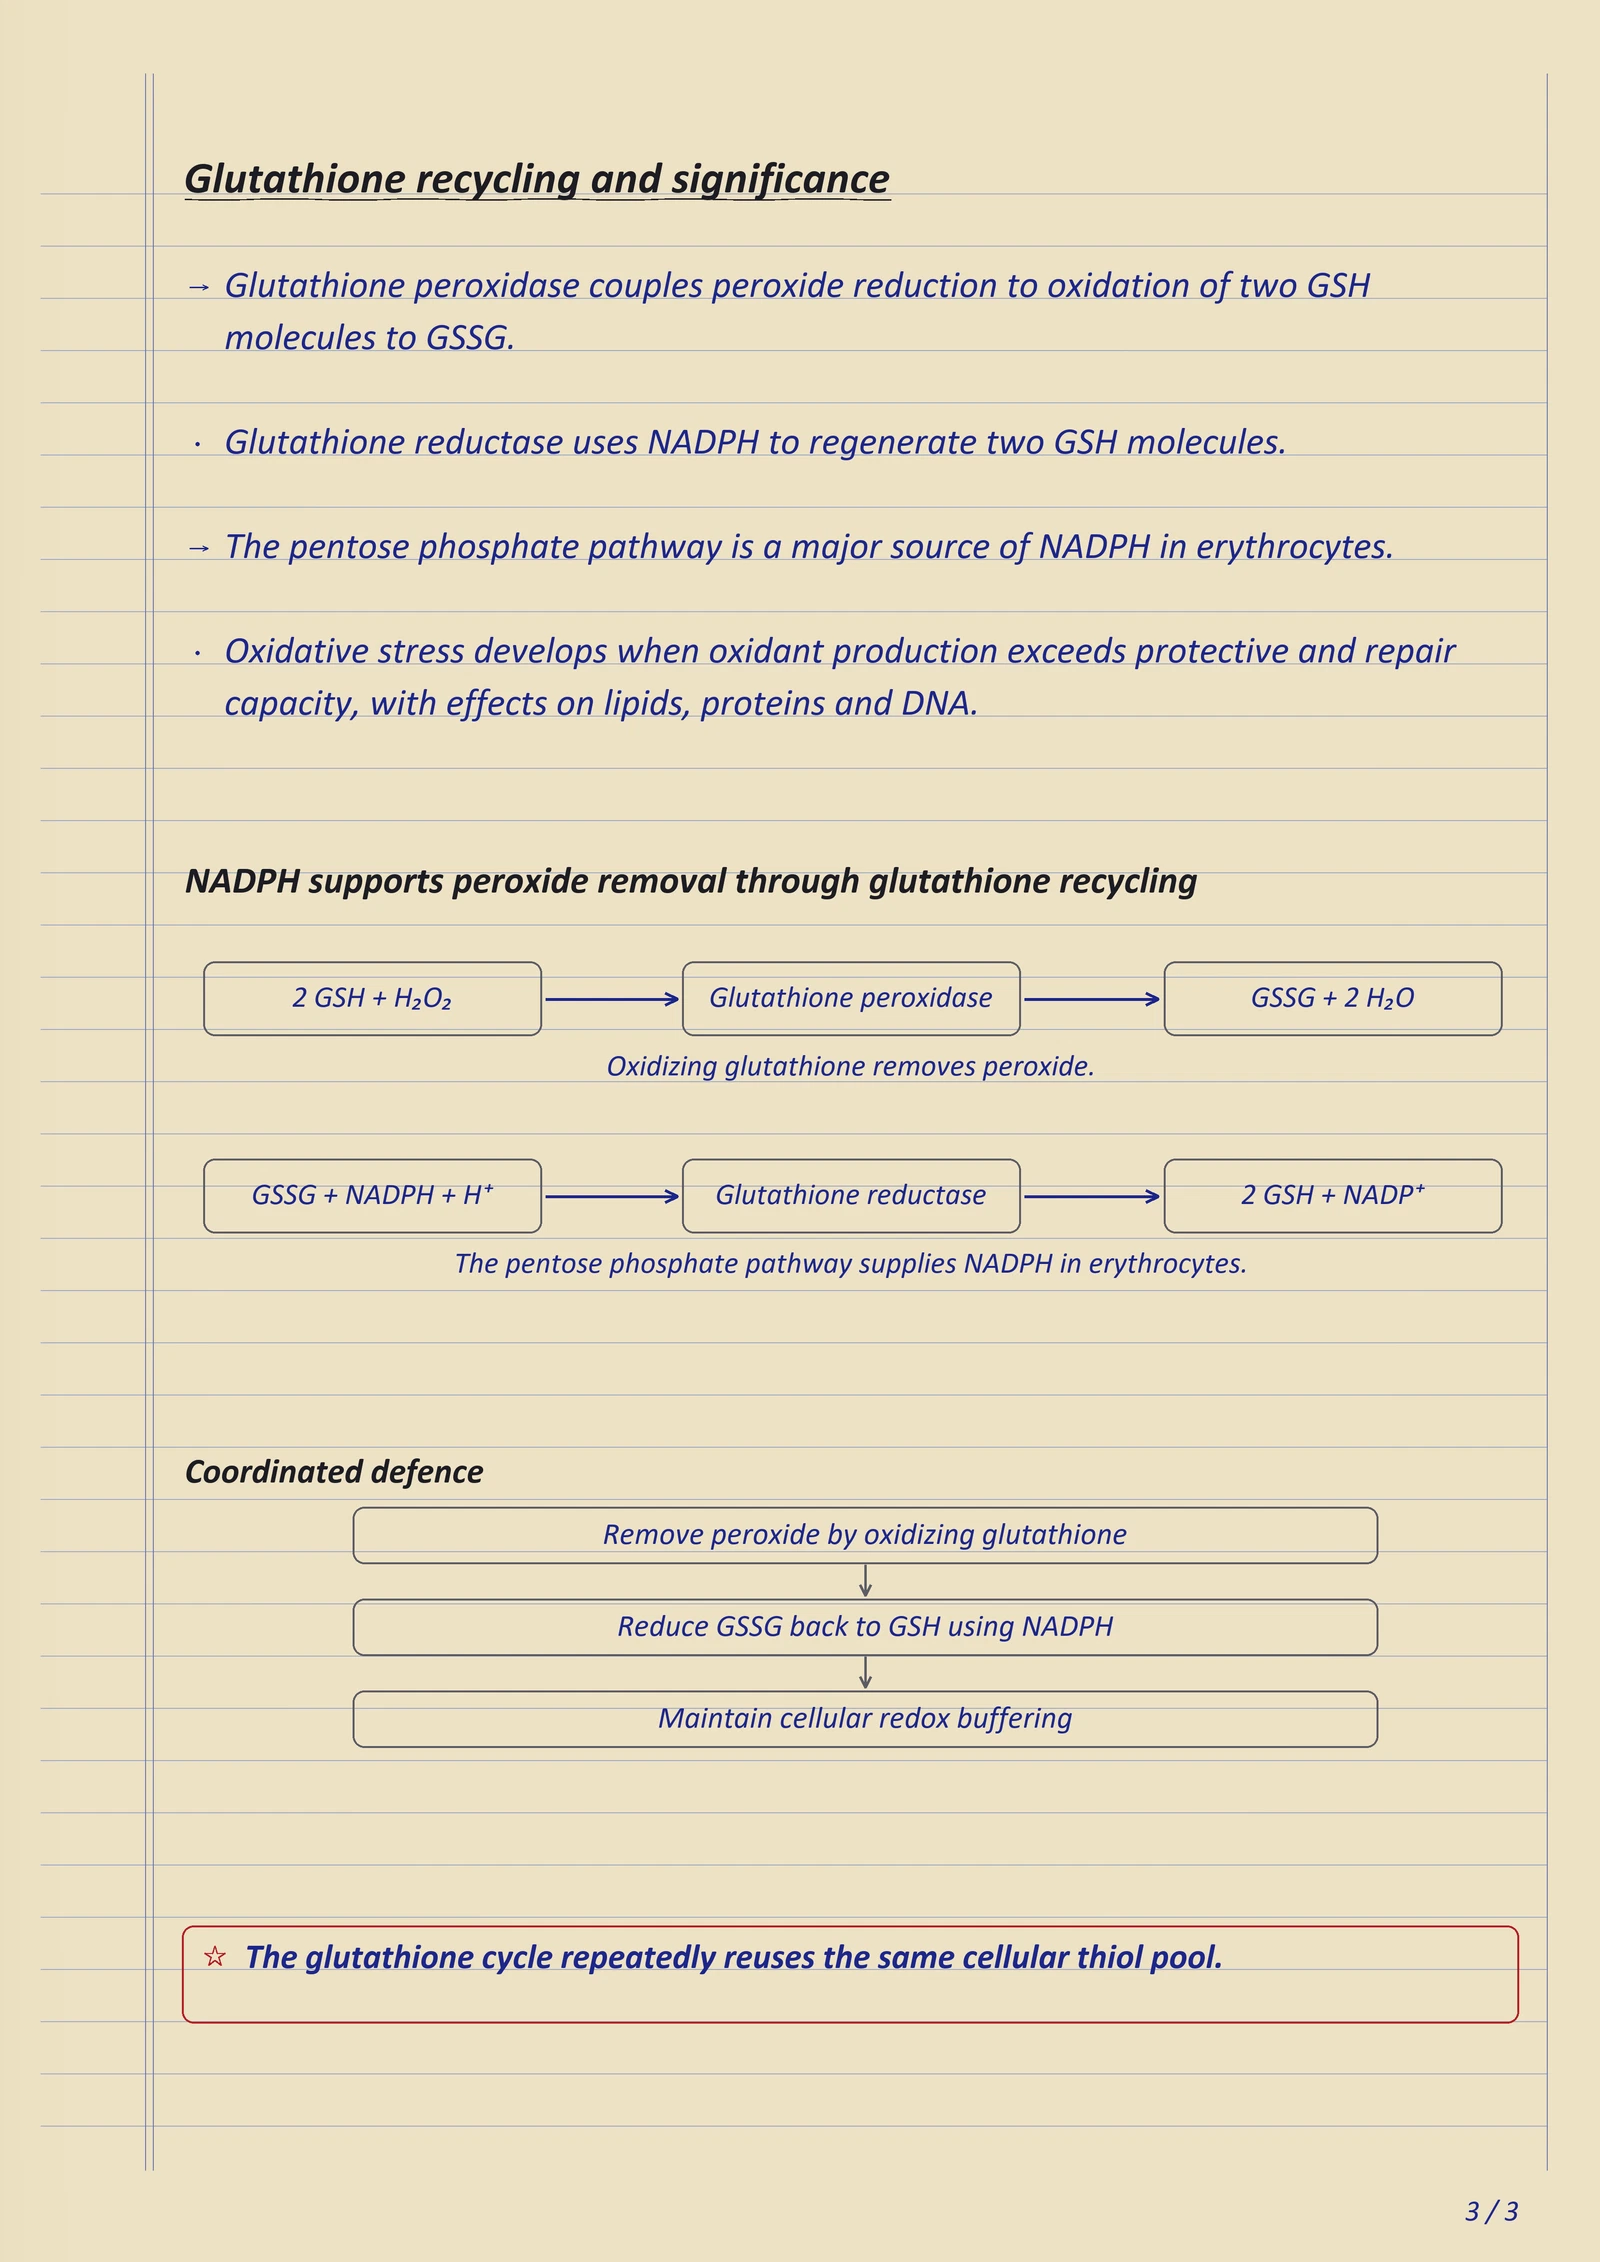 Glutathione recycling and significance
→ Glutathione peroxidase couples peroxide reduction to oxidation of two GSH
molecules to GSSG.
· Glutathione reductase uses NADPH to regenerate two GSH molecules.
→ The pentose phosphate pathway is a major source of NADPH in erythrocytes.
· Oxidative stress develops when oxidant production exceeds protective and repair
capacity, with effects on lipids, proteins and DNA.
NADPH supports peroxide removal through glutathione recycling
2 GSH + H₂O₂ → Glutathione peroxidase → GSSG + 2 H₂O
Oxidizing glutathione removes peroxide.
GSSG + NADPH + H⁺ → Glutathione reductase → 2 GSH + NADP⁺
The pentose phosphate pathway supplies NADPH in erythrocytes.
Coordinated defence
Remove peroxide by oxidizing glutathione
↓
Reduce GSSG back to GSH using NADPH
↓
Maintain cellular redox buffering
☆ The glutathione cycle repeatedly reuses the same cellular thiol pool.
3 / 3